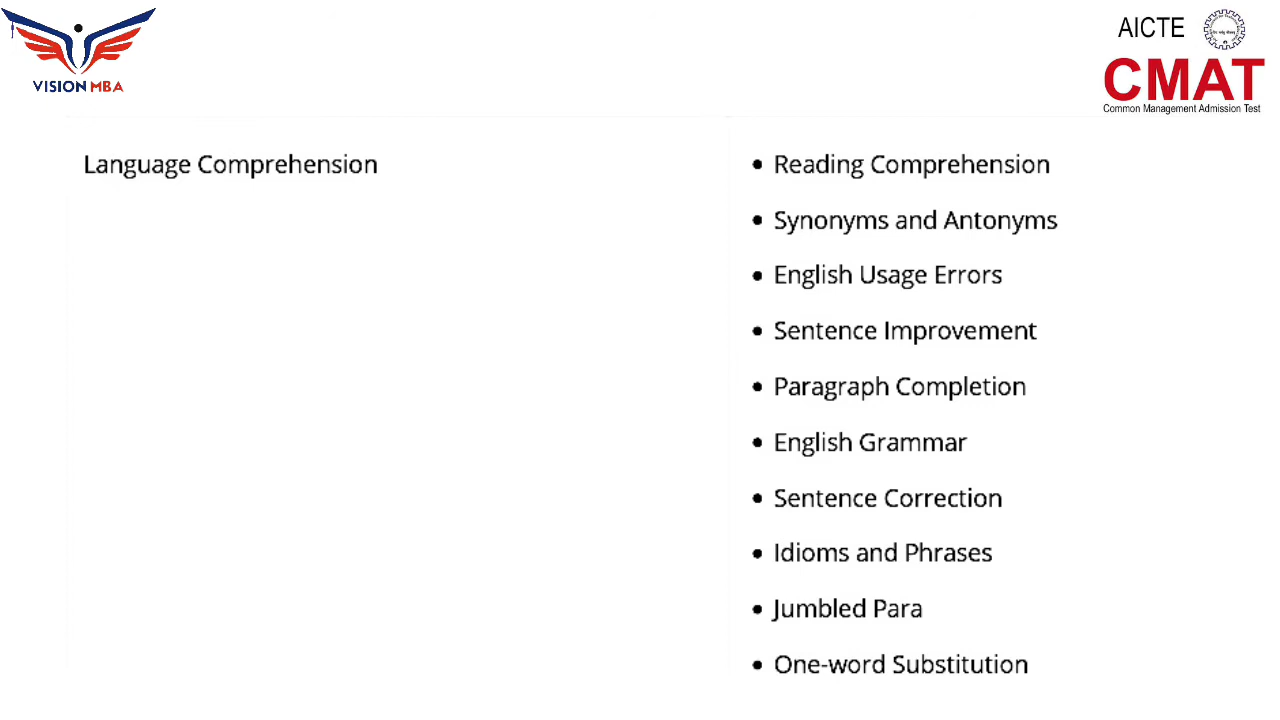 VISION MBA
AICTE
CMAT
Common Management Admission Test
Language Comprehension
• Reading Comprehension
• Synonyms and Antonyms
• English Usage Errors
• Sentence Improvement
• Paragraph Completion
• English Grammar
• Sentence Correction
• Idioms and Phrases
• Jumbled Para
• One-word Substitution